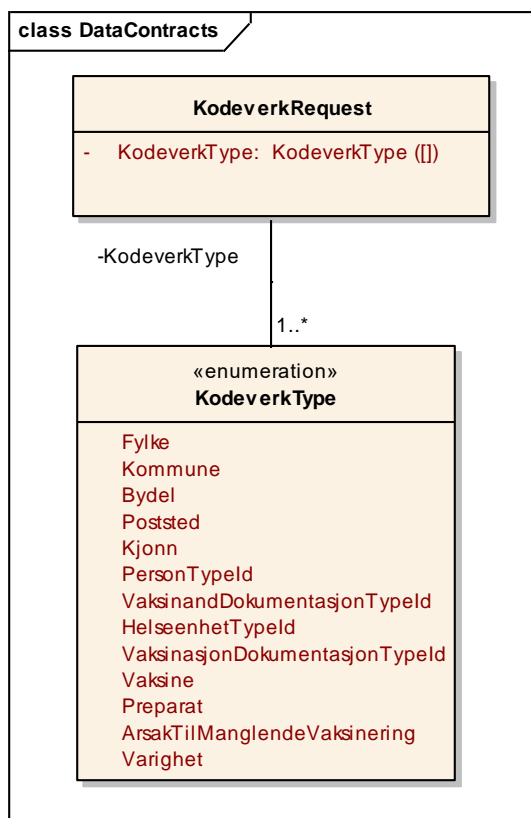 class DataContracts
KodeverkRequest
- KodeverkType: KodeverkType ([])
-KodeverkType
1..*
«enumeration»
KodeverkType
Fylke
Kommune
Bydel
Poststed
Kjonn
PersonTypeId
VaksinandDokumentasjonTypeId
HelseenhetTypeId
VaksinasjonDokumentasjonTypeId
Vaksine
Preparat
ArsakTilManglendeVaksinering
Varighet